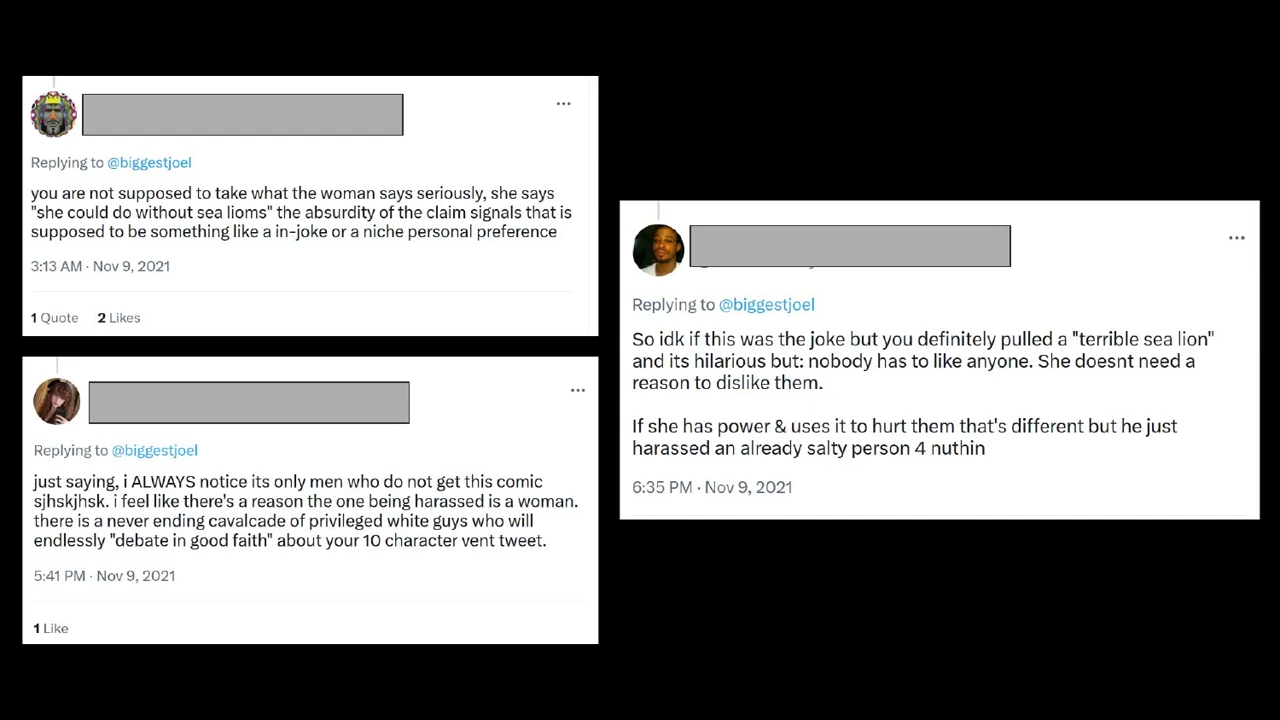 Replying to @biggestjoel
you are not supposed to take what the woman says seriously, she says
"she could do without sea lioms" the absurdity of the claim signals that is
supposed to be something like a in-joke or a niche personal preference
3:13 AM · Nov 9, 2021
1 Quote 2 Likes
Replying to @biggestjoel
just saying, i ALWAYS notice its only men who do not get this comic
sjhskjhsk. i feel like there's a reason the one being harassed is a woman.
there is a never ending cavalcade of privileged white guys who will
endlessly "debate in good faith" about your 10 character vent tweet.
5:41 PM · Nov 9, 2021
1 Like
Replying to @biggestjoel
So idk if this was the joke but you definitely pulled a "terrible sea lion"
and its hilarious but: nobody has to like anyone. She doesnt need a
reason to dislike them.
If she has power & uses it to hurt them that's different but he just
harassed an already salty person 4 nuthin
6:35 PM · Nov 9, 2021